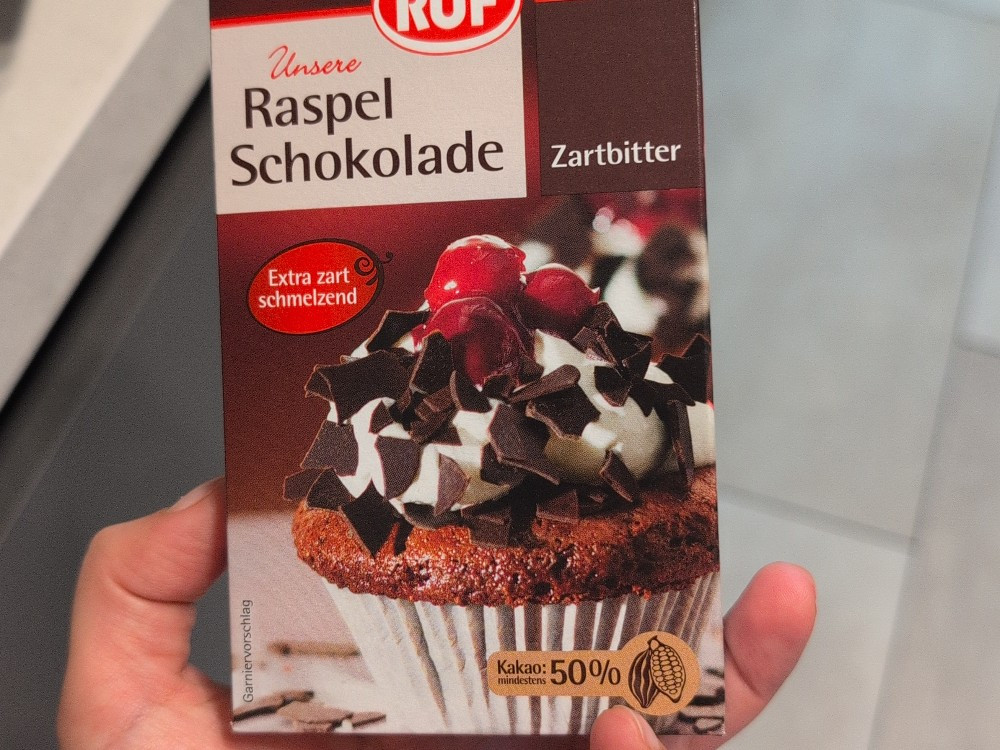 RUF
Unsere
Raspel
Schokolade
Zartbitter
Extra zart
schmelzend
Garniervorschlag
Kakao:
mindestens
50%